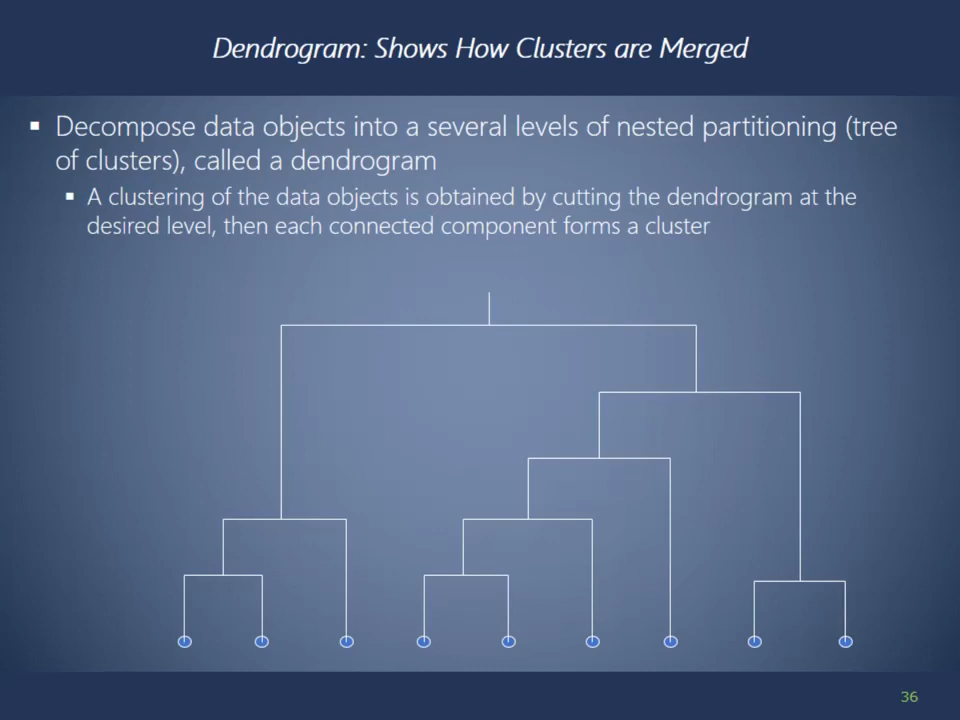 Dendrogram: Shows How Clusters are Merged
▪ Decompose data objects into a several levels of nested partitioning (tree
of clusters), called a dendrogram
▪ A clustering of the data objects is obtained by cutting the dendrogram at the
desired level, then each connected component forms a cluster
36